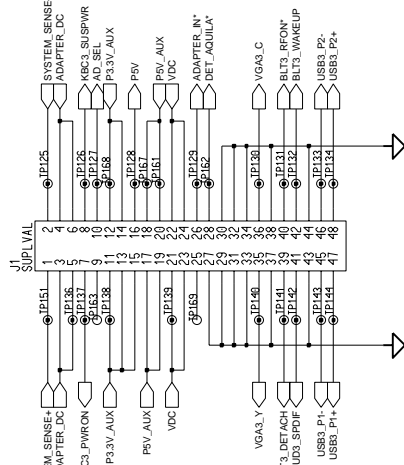 SYSTEM_SENSE-
ADAPTER_DC
KBC3_SUSPWR
AD_SEL
P3.3V_AUX
P5V
P5V_AUX
VDC
ADAPTER_IN*
DET_AQUILA*
VGA3_C
BLT3_RFON*
BLT3_WAKEUP
USB3_P2-
USB3_P2+
TP125
TP126
TP127
TP168
TP128
TP167
TP161
TP129
TP162
TP130
TP131
TP132
TP133
TP134
J1
SUPLVAL
2
4
6
8
10
12
14
16
18
20
22
24
26
28
30
32
34
36
38
40
42
44
46
48
1
3
5
7
9
11
13
15
17
19
21
23
25
27
29
31
33
35
37
39
41
43
45
47
TP151
TP136
TP137
TP163
TP138
TP139
TP169
TP140
TP141
TP142
TP143
TP144
EM_SENSE+
DAPTER_DC
C3_PWRON
P3.3V_AUX
P5V_AUX
VDC
VGA3_Y
T3_DETACH
UD3_SPDIF
USB3_P1-
USB3_P1+